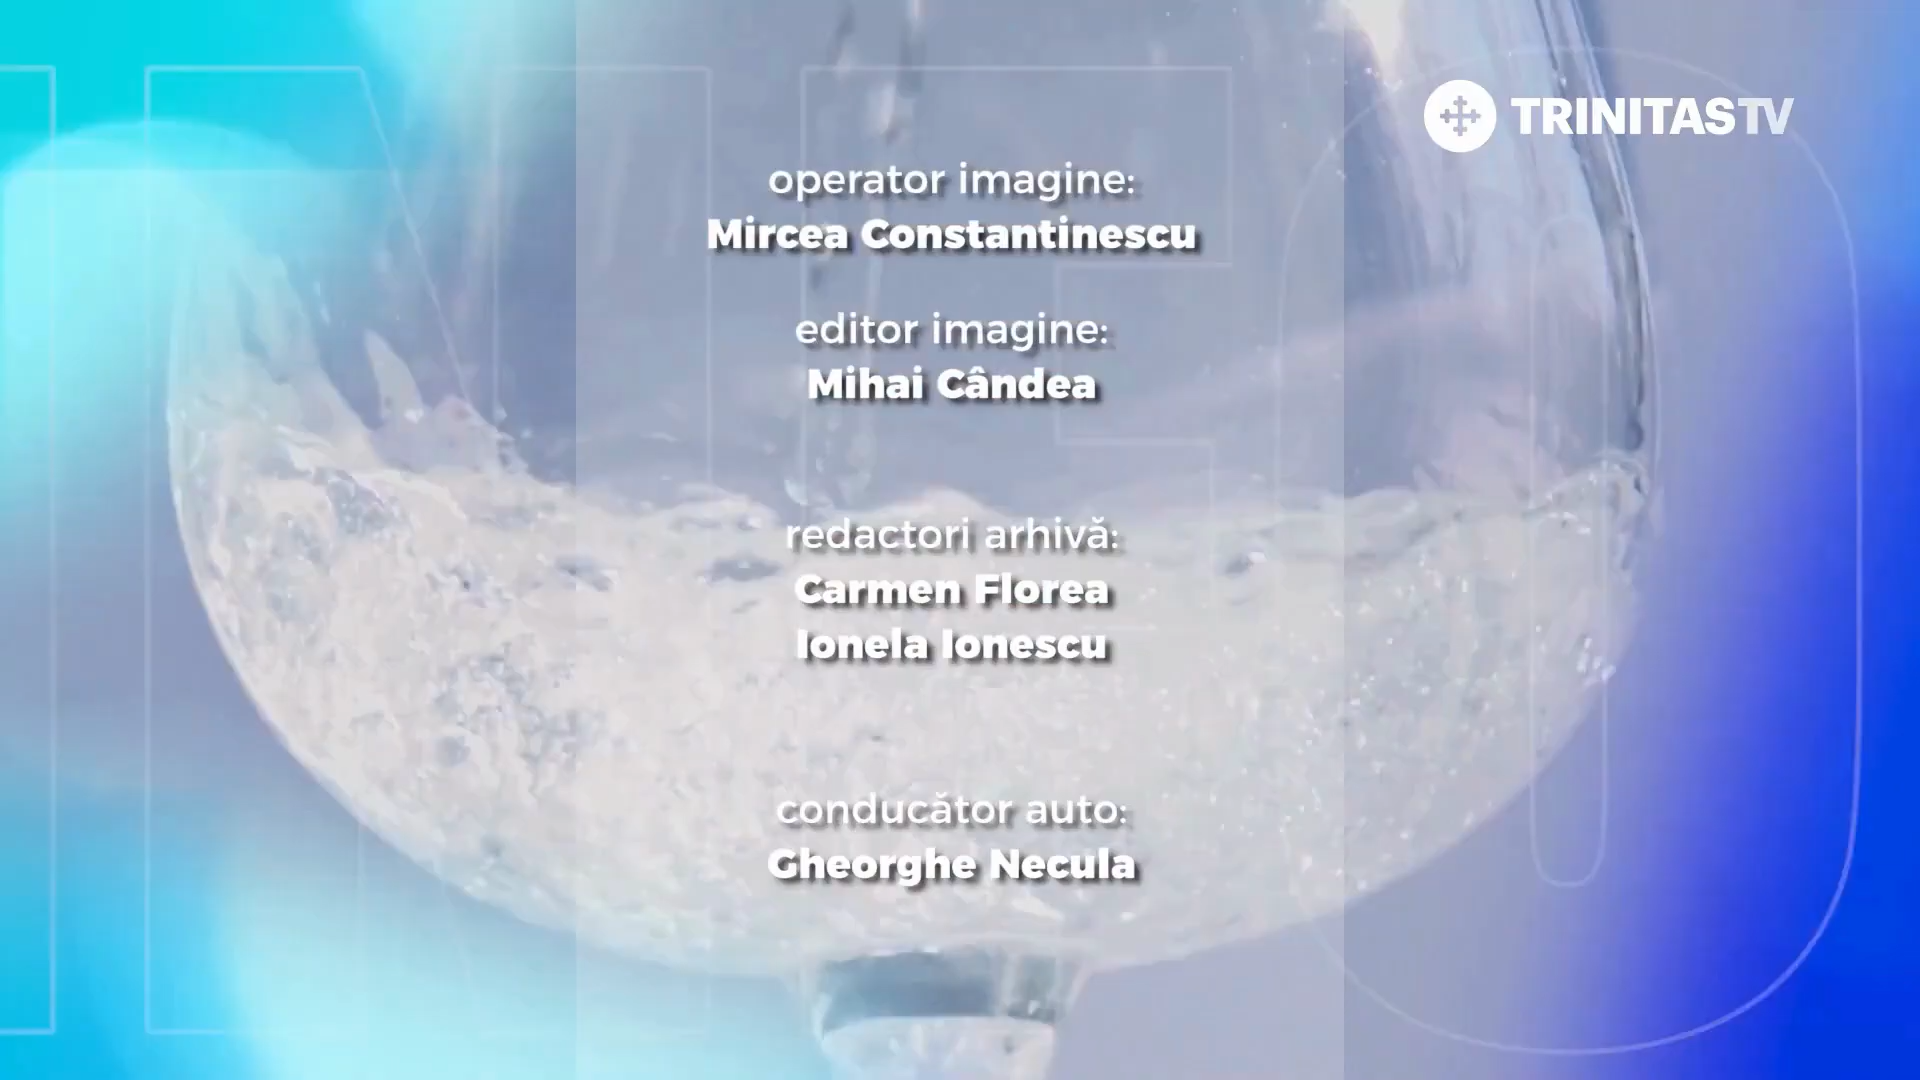 TRINITAS TV
operator imagine:
Mircea Constantinescu
editor imagine:
Mihai Cândea
redactori arhivă:
Carmen Florea
Ionela Ionescu
conducător auto:
Gheorghe Necula